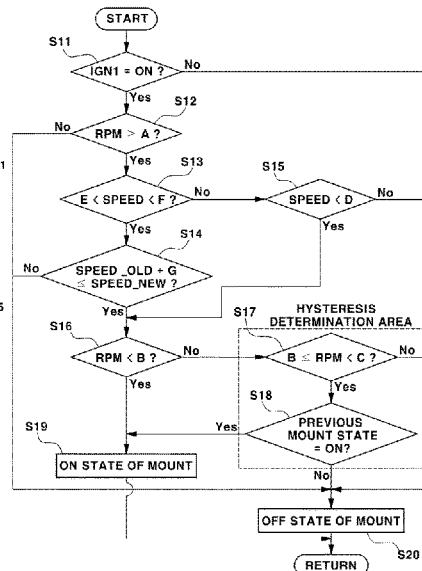 START
S11
IGN1 = ON ?
No
Yes
S12
No
RPM > A ?
Yes
S13
S15
E < SPEED < F ?
No
SPEED < D
Yes
S14
Yes
No
SPEED_OLD + G
≤ SPEED_NEW ?
Yes
S16
S17
HYSTERESIS
DETERMINATION AREA
RPM < B ?
No
B ≤ RPM < C ?
No
Yes
Yes
S18
S19
Yes
PREVIOUS
MOUNT STATE
= ON?
ON STATE OF MOUNT
No
OFF STATE OF MOUNT
S20
RETURN